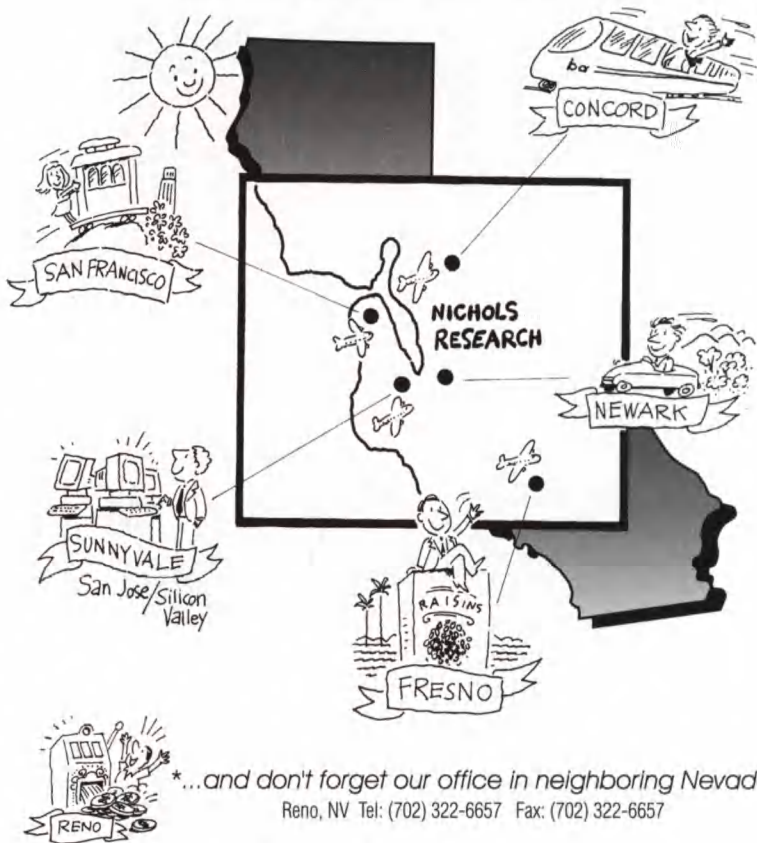 ba
CONCORD
SAN FRANCISCO
NICHOLS
RESEARCH
NEWARK
SUNNYVALE
San Jose/Silicon
Valley
RAISINS
FRESNO
RENO
*...and don't forget our office in neighboring Nevad
Reno, NV Tel: (702) 322-6657 Fax: (702) 322-6657